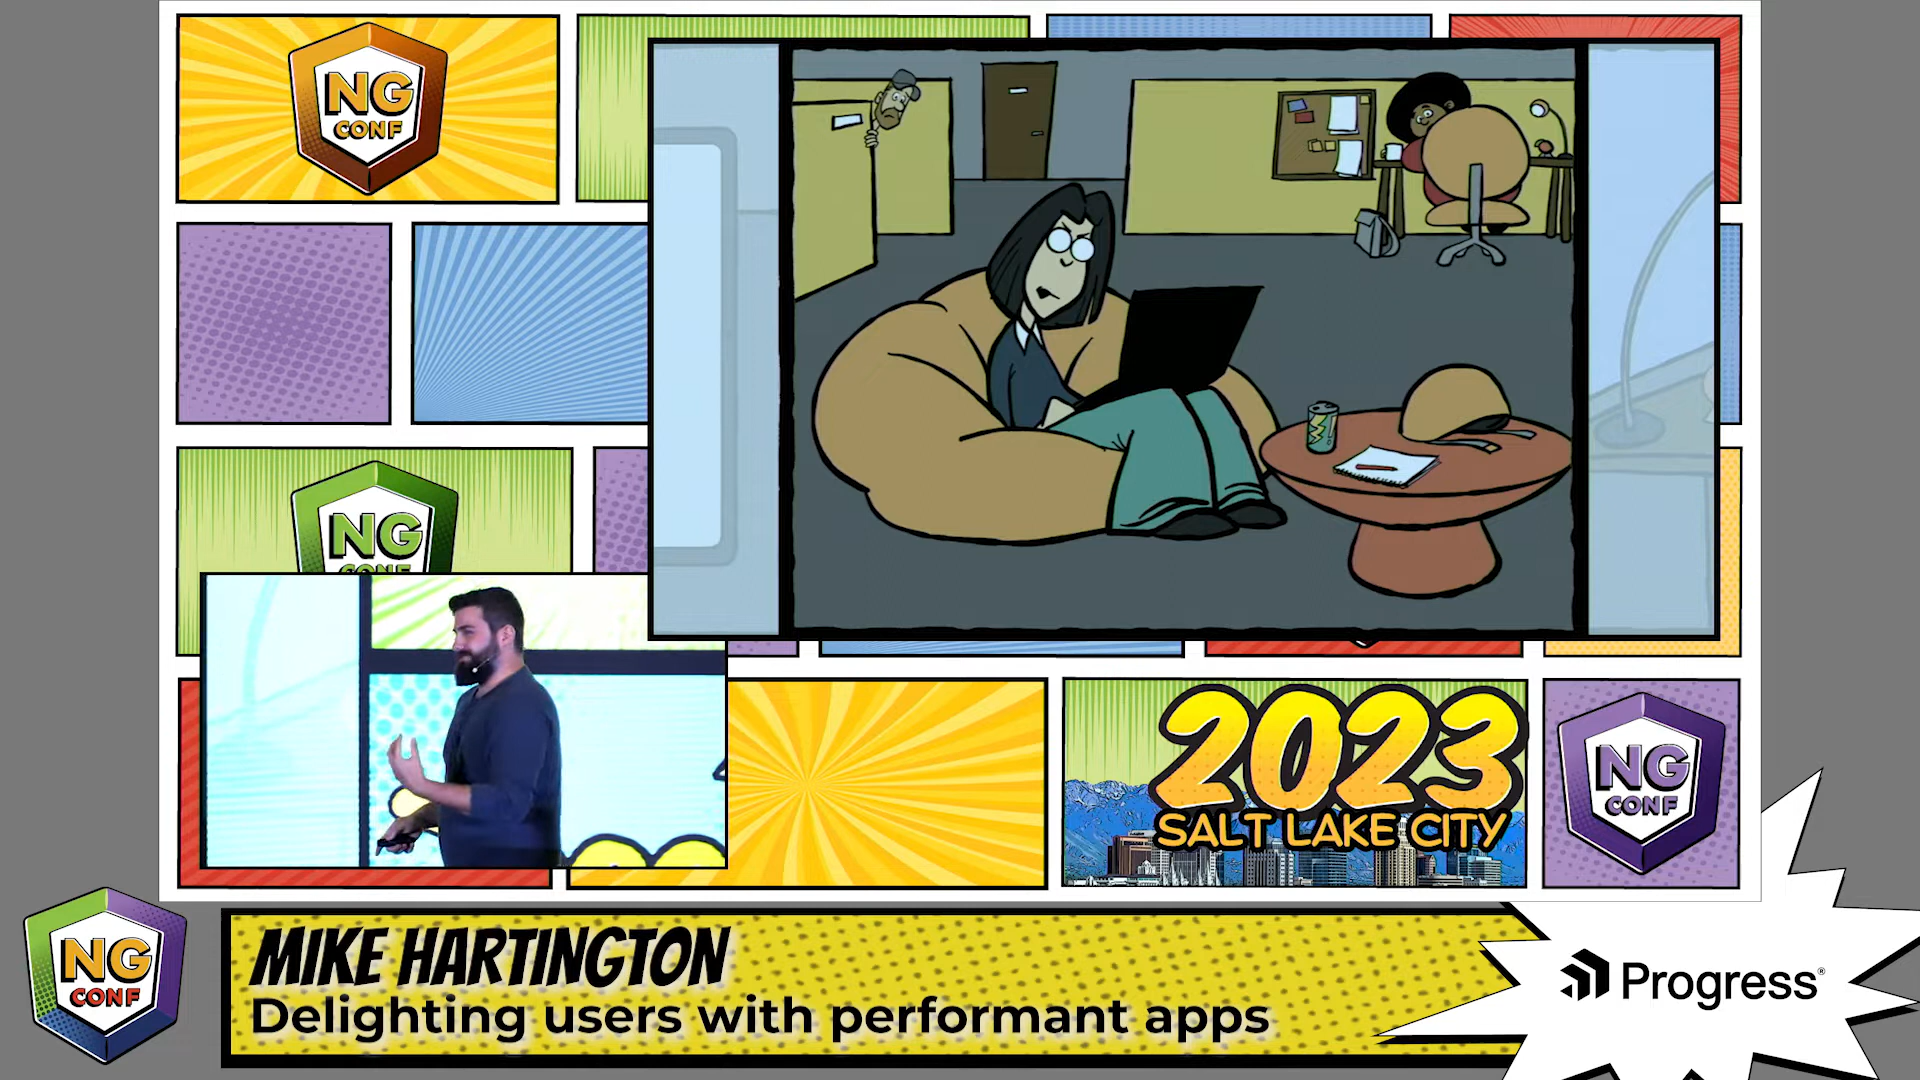 NG
CONF
NG
CONF
2023
SALT LAKE CITY
NG
CONF
NG
CONF
MIKE HARTINGTON
Delighting users with performant apps
Progress®